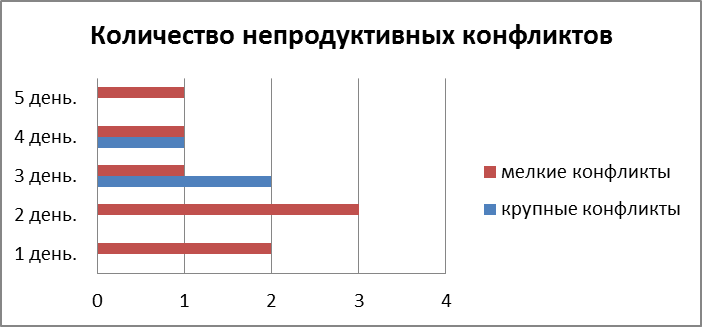 Количество непродуктивных конфликтов
5 день.
4 день.
3 день.
2 день.
1 день.
0 1 2 3 4
мелкие конфликты
крупные конфликты